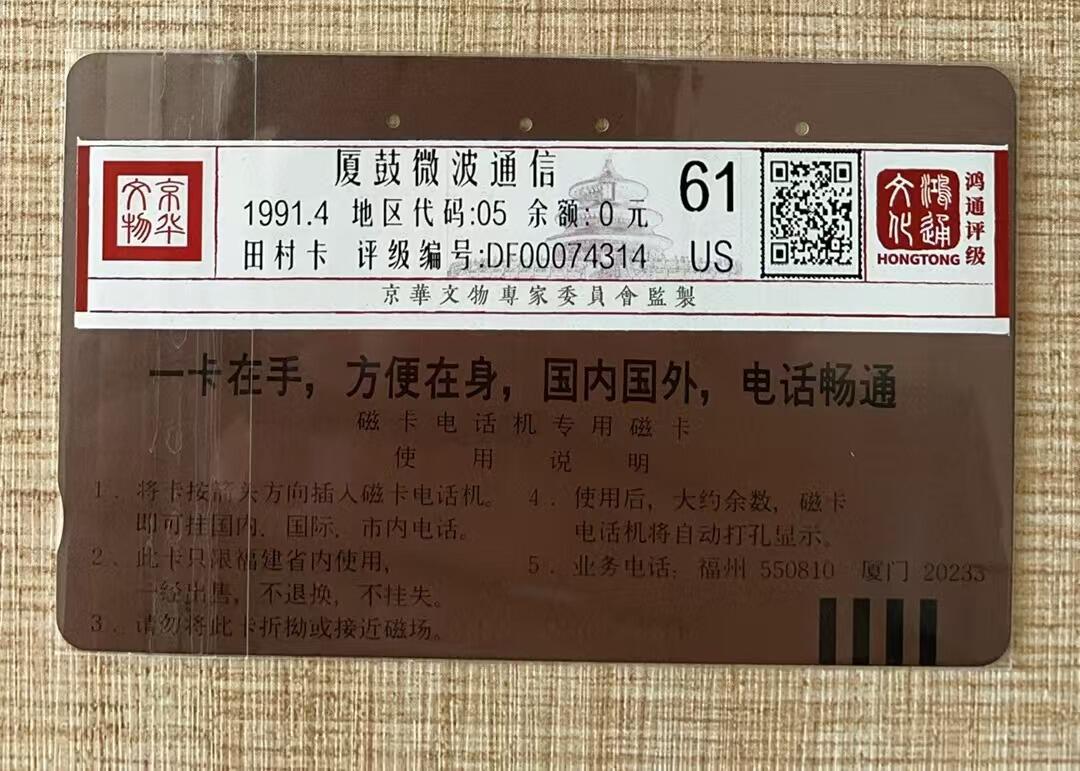 京华文物
厦鼓微波通信
1991.4 地区代码:05 余额:0 元
田村卡 评级编号:DF00074314
61
US
京華文物專家委員會監製
鸿通文化
HONGTONG
鸿通评级
一卡在手，方便在身，国内国外，电话畅通
磁卡电话机专用磁卡
使用说明
1．将卡按箭头方向插入磁卡电话机。
即可挂国内．国际．市内电话。
2．此卡只限福建省内使用，
一经出售，不退换，不挂失。
3．请勿将此卡折拗或接近磁场。
4．使用后，大约余数，磁卡
电话机将自动打孔显示。
5．业务电话：福州 550810 厦门 20233